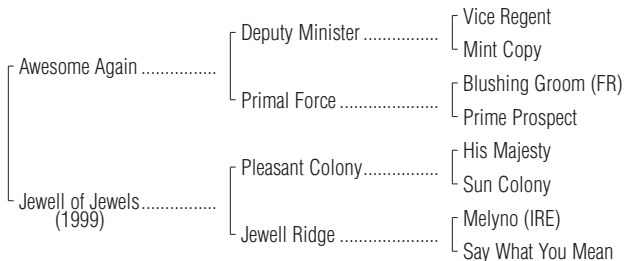 Vice Regent
Deputy Minister ................
Mint Copy
Awesome Again ................
Blushing Groom (FR)
Primal Force .....................
Prime Prospect
His Majesty
Pleasant Colony................
Sun Colony
Jewell of Jewels................
(1999)
Melyno (IRE)
Jewell Ridge .....................
Say What You Mean